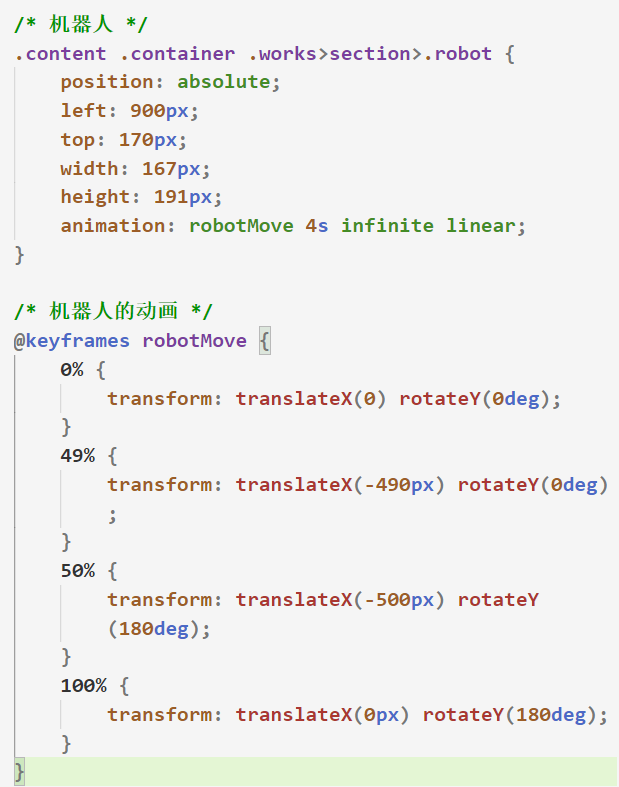 /* 机器人 */
.content .container .works>section>.robot {
    position: absolute;
    left: 900px;
    top: 170px;
    width: 167px;
    height: 191px;
    animation: robotMove 4s infinite linear;
}

/* 机器人的动画 */
@keyframes robotMove {
    0% {
        transform: translateX(0) rotateY(0deg);
    }
    49% {
        transform: translateX(-490px) rotateY(0deg)
        ;
    }
    50% {
        transform: translateX(-500px) rotateY
        (180deg);
    }
    100% {
        transform: translateX(0px) rotateY(180deg);
    }
}